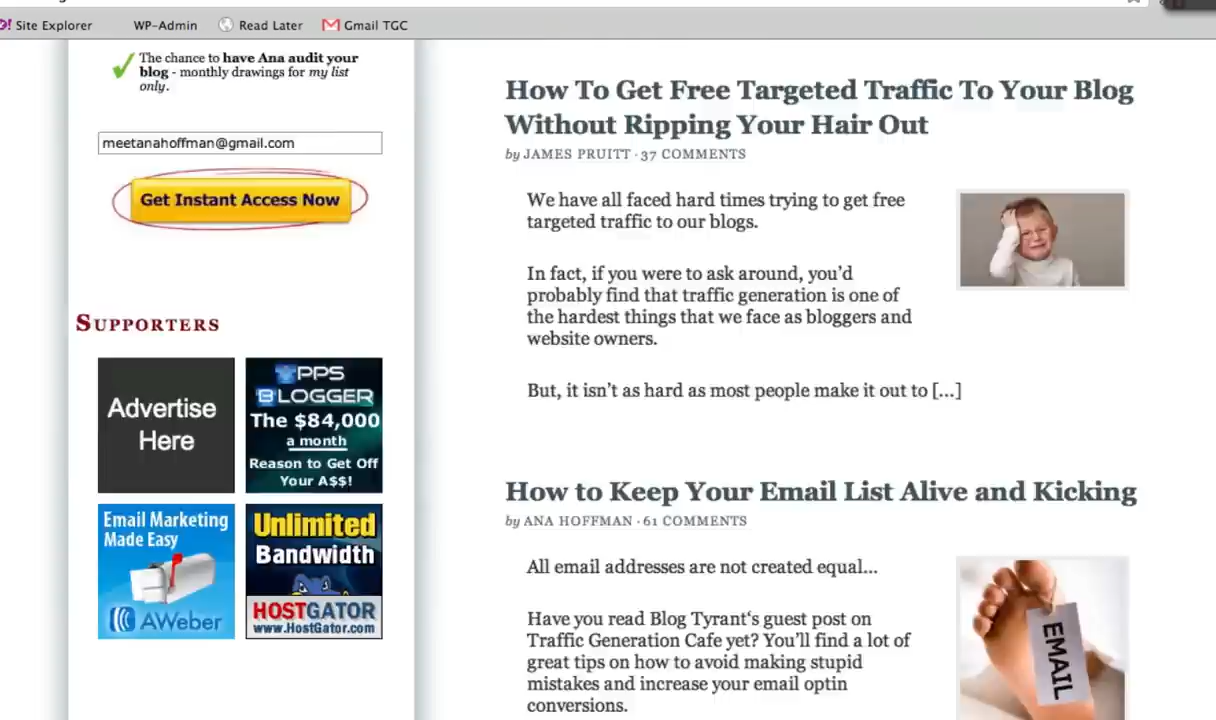 Site Explorer
WP-Admin
Read Later
Gmail TGC
The chance to have Ana audit your
blog - monthly drawings for my list
only.
meetanahoffman@gmail.com
Get Instant Access Now
SUPPORTERS
Advertise
Here
PPS
BLOGGER
The $84,000
a month
Reason to Get Off
Your A$$!
Email Marketing
Made Easy
AWeber
Unlimited
Bandwidth
HOSTGATOR
www.HostGator.com
How To Get Free Targeted Traffic To Your Blog
Without Ripping Your Hair Out
by JAMES PRUITT · 37 COMMENTS
We have all faced hard times trying to get free
targeted traffic to our blogs.
In fact, if you were to ask around, you’d
probably find that traffic generation is one of
the hardest things that we face as bloggers and
website owners.
But, it isn’t as hard as most people make it out to [...]
How to Keep Your Email List Alive and Kicking
by ANA HOFFMAN · 61 COMMENTS
All email addresses are not created equal...
Have you read Blog Tyrant‘s guest post on
Traffic Generation Cafe yet? You’ll find a lot of
great tips on how to avoid making stupid
mistakes and increase your email optin
conversions.
EMAIL